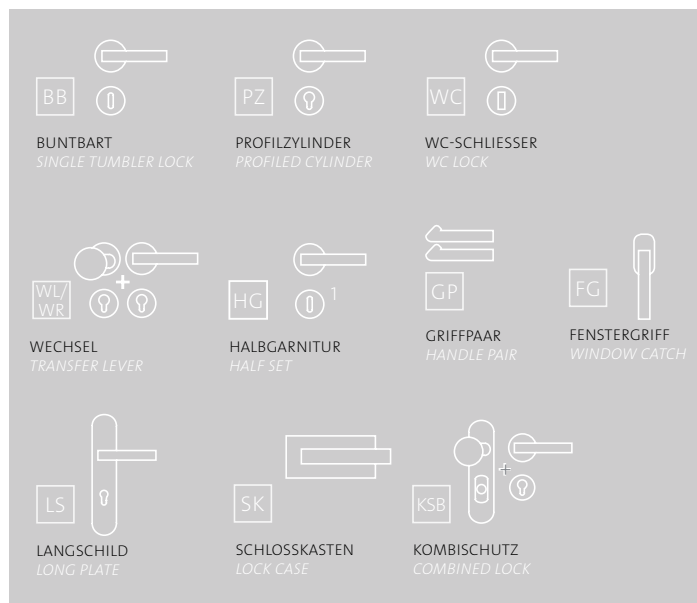 BB
BUNTBART
SINGLE TUMBLER LOCK
PZ
PROFILZYLINDER
PROFILED CYLINDER
WC
WC-SCHLIESSER
WC LOCK
WL/
WR
WECHSEL
TRANSFER LEVER
HG
1
HALBGARNITUR
HALF SET
GP
GRIFFPAAR
HANDLE PAIR
FG
FENSTERGRIFF
WINDOW CATCH
LS
LANGSCHILD
LONG PLATE
SK
SCHLOSSKASTEN
LOCK CASE
KSB
KOMBISCHUTZ
COMBINED LOCK